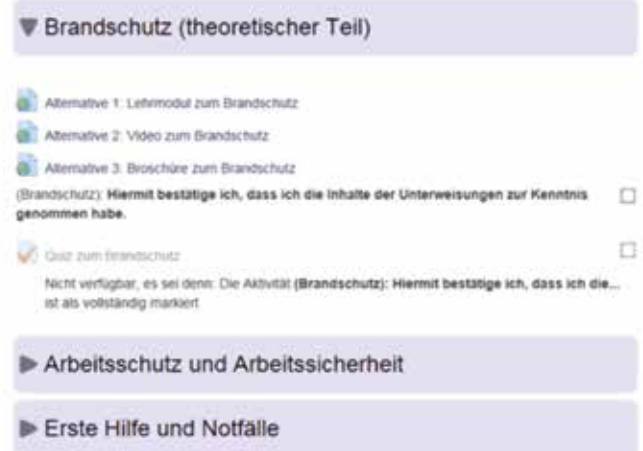 Brandschutz (theoretischer Teil)
Alternative 1: Lehrmodul zum Brandschutz
Alternative 2: Video zum Brandschutz
Alternative 3: Broschüre zum Brandschutz
(Brandschutz): Hiermit bestätige ich, dass ich die Inhalte der Unterweisungen zur Kenntnis
genommen habe.
Quiz zum Brandschutz
Nicht verfügbar, es sei denn: Die Aktivität (Brandschutz): Hiermit bestätige ich, dass ich die...
ist als vollständig markiert
Arbeitsschutz und Arbeitssicherheit
Erste Hilfe und Notfälle